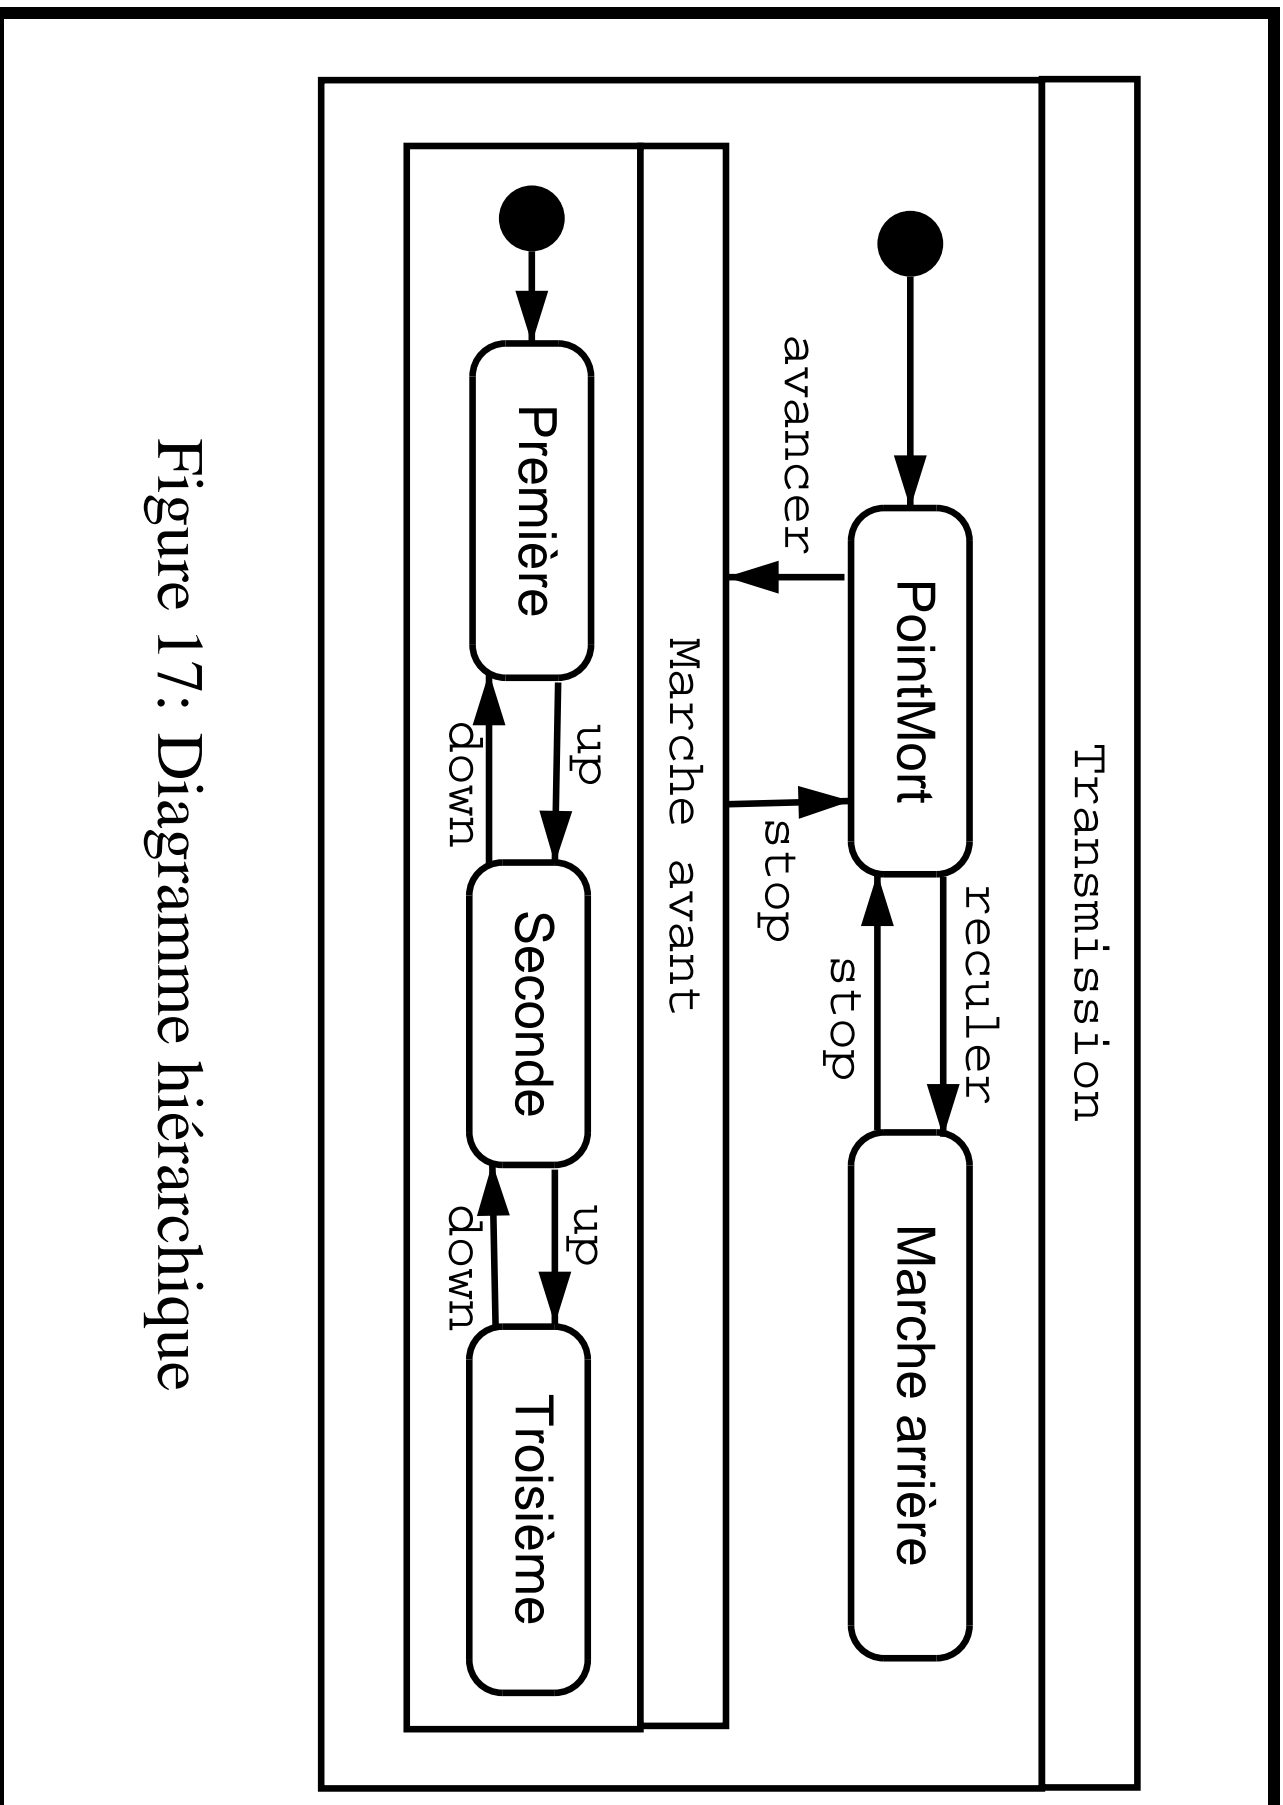 Transmission
reculer
PointMort
Marche arrière
stop
avancer
stop
Marche avant
up
up
Première
Seconde
Troisième
down
down
Figure 17: Diagramme hiérarchique